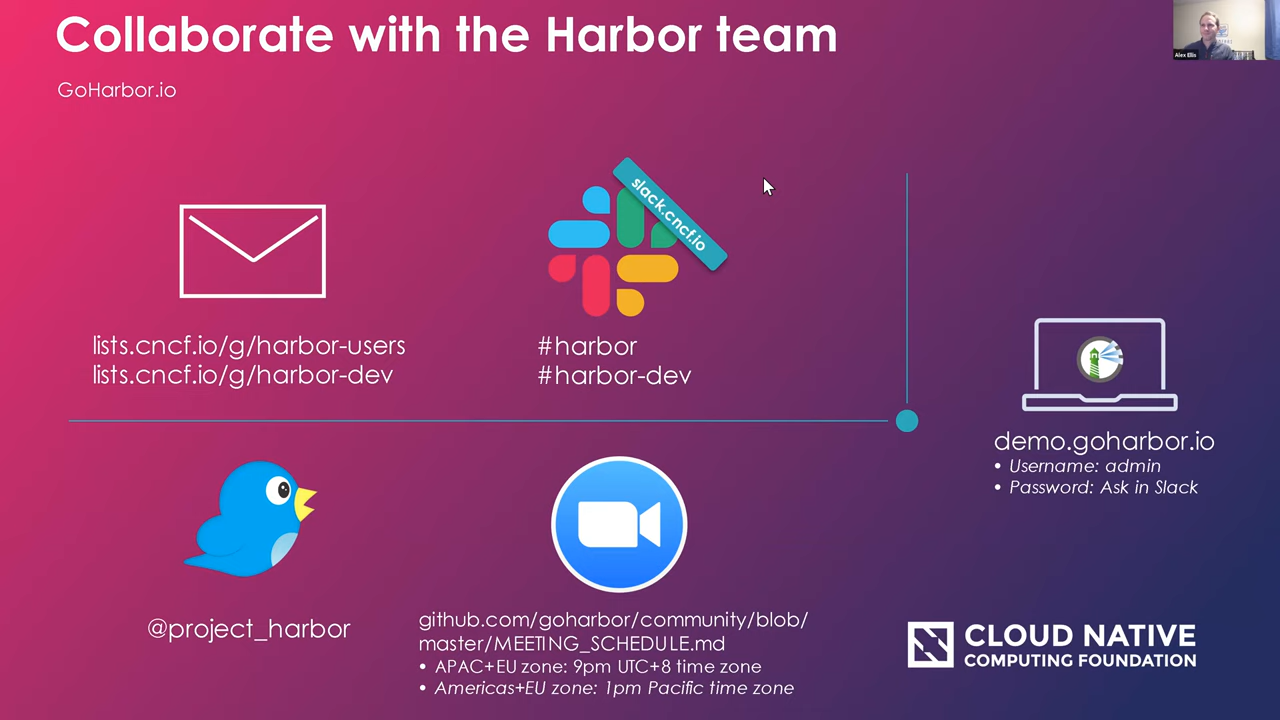 Collaborate with the Harbor team
GoHarbor.io
Alex Ellis
slack.cncf.io
lists.cncf.io/g/harbor-users
lists.cncf.io/g/harbor-dev
#harbor
#harbor-dev
demo.goharbor.io
• Username: admin
• Password: Ask in Slack
@project_harbor
github.com/goharbor/community/blob/
master/MEETING_SCHEDULE.md
• APAC+EU zone: 9pm UTC+8 time zone
• Americas+EU zone: 1pm Pacific time zone
CLOUD NATIVE
COMPUTING FOUNDATION